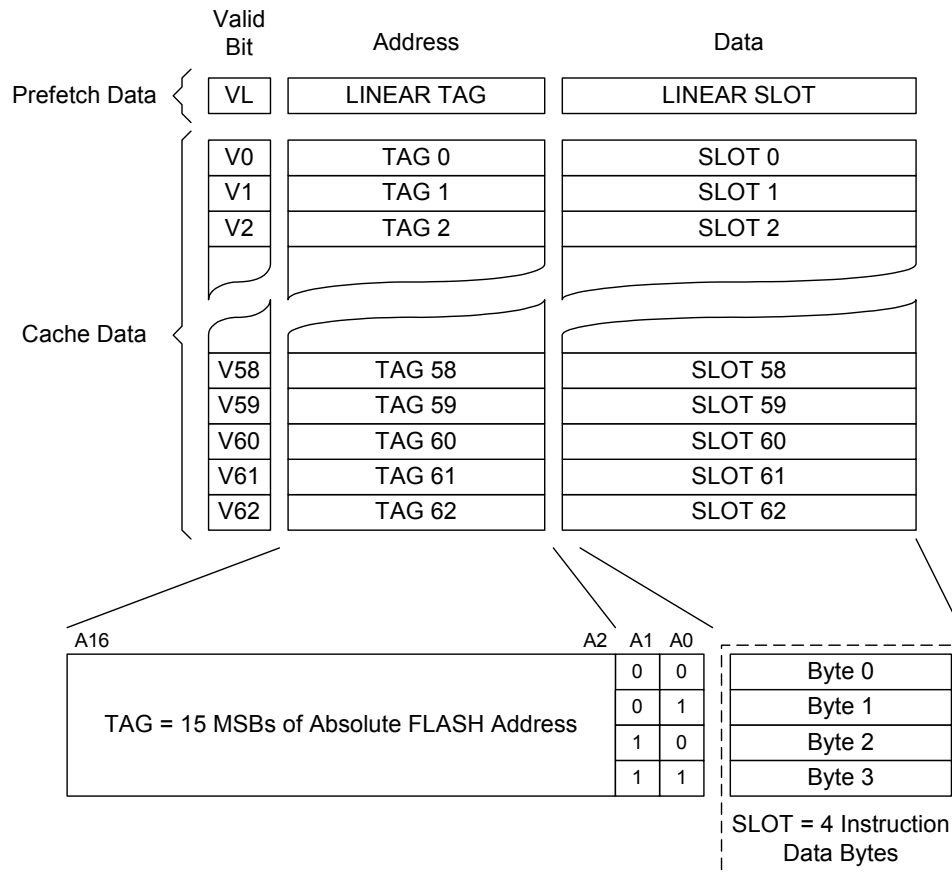 Valid
Bit
Address
Data
Prefetch Data
VL
LINEAR TAG
LINEAR SLOT
Cache Data
V0
TAG 0
SLOT 0
V1
TAG 1
SLOT 1
V2
TAG 2
SLOT 2
V58
TAG 58
SLOT 58
V59
TAG 59
SLOT 59
V60
TAG 60
SLOT 60
V61
TAG 61
SLOT 61
V62
TAG 62
SLOT 62
A16
A2
A1
A0
TAG = 15 MSBs of Absolute FLASH Address
0 0
0 1
1 0
1 1
Byte 0
Byte 1
Byte 2
Byte 3
SLOT = 4 Instruction
Data Bytes